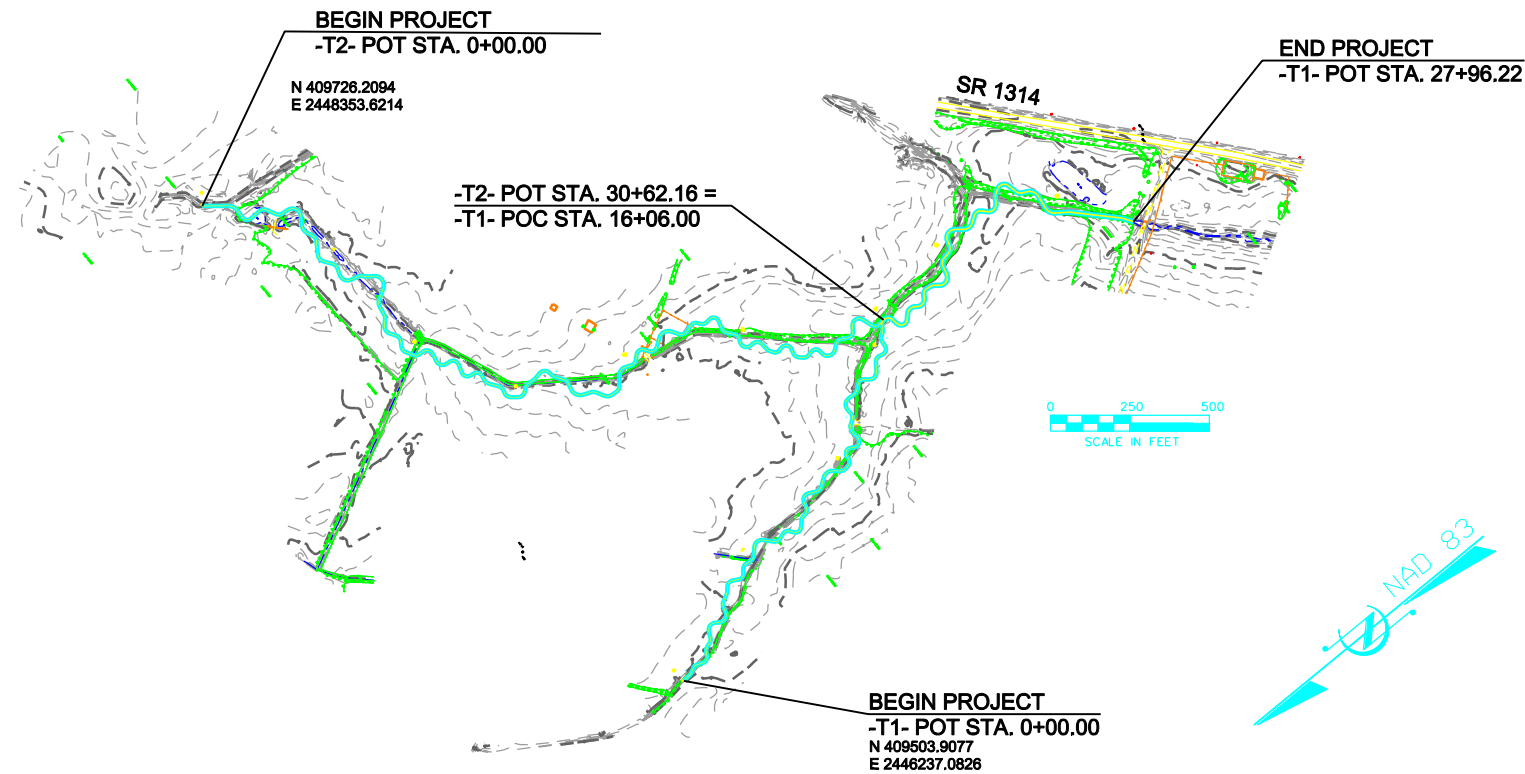 BEGIN PROJECT
-T2- POT STA. 0+00.00
N 409726.2094
E 2448353.6214
END PROJECT
-T1- POT STA. 27+96.22
SR 1314
-T2- POT STA. 30+62.16 =
-T1- POC STA. 16+06.00
0 250 500
SCALE IN FEET
NAD 83
BEGIN PROJECT
-T1- POT STA. 0+00.00
N 409503.9077
E 2446237.0826